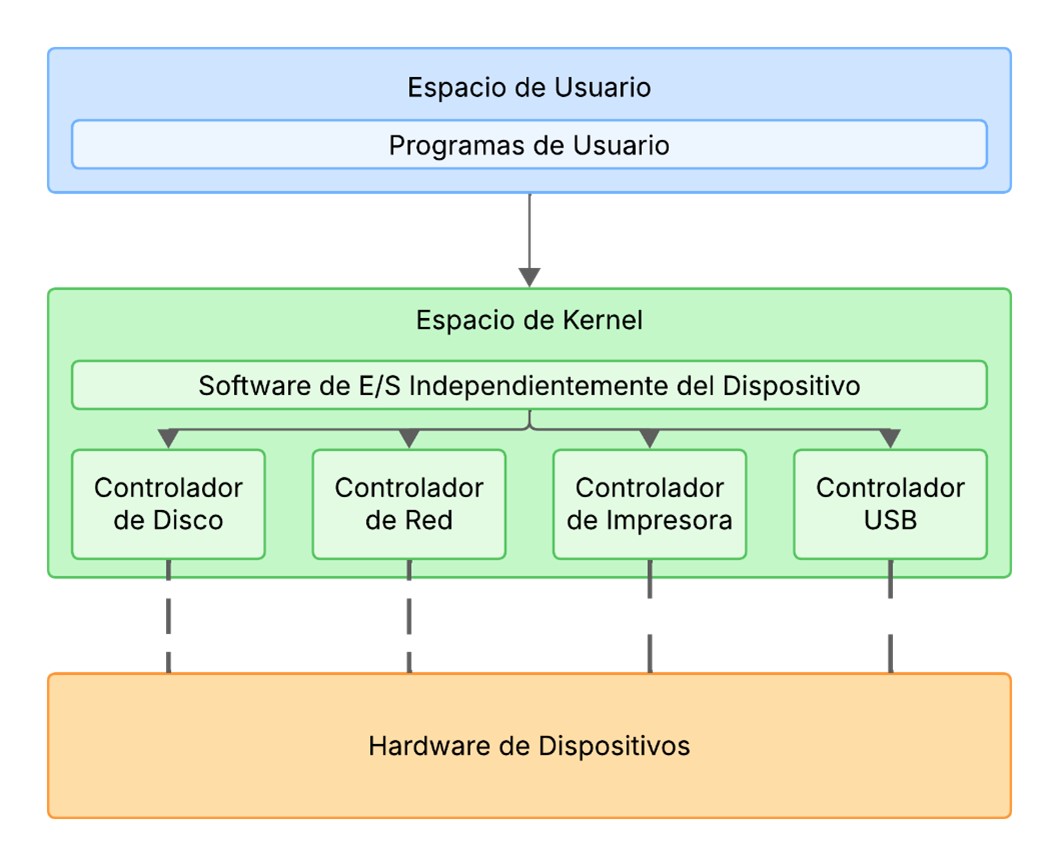 Espacio de Usuario
Programas de Usuario
Espacio de Kernel
Software de E/S Independientemente del Dispositivo
Controlador
de Disco
Controlador
de Red
Controlador
de Impresora
Controlador
USB
Hardware de Dispositivos